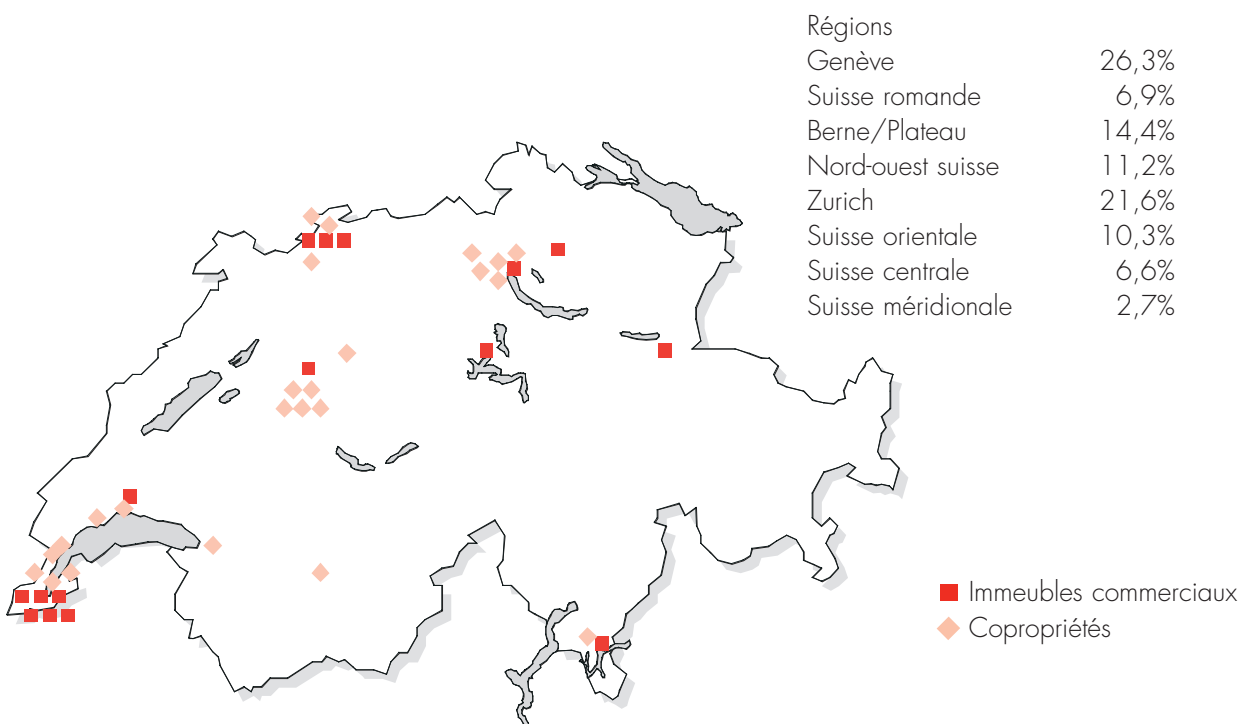 Régions
Genève 26,3%
Suisse romande 6,9%
Berne/Plateau 14,4%
Nord-ouest suisse 11,2%
Zurich 21,6%
Suisse orientale 10,3%
Suisse centrale 6,6%
Suisse méridionale 2,7%
Immeubles commerciaux
Copropriétés